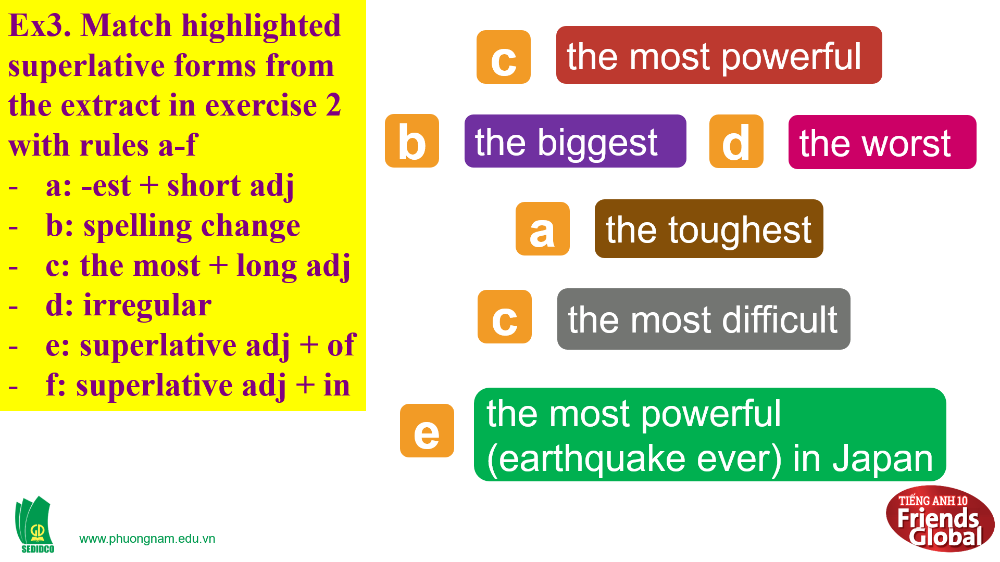 Ex3. Match highlighted
superlative forms from
the extract in exercise 2
with rules a-f
- a: -est + short adj
- b: spelling change
- c: the most + long adj
- d: irregular
- e: superlative adj + of
- f: superlative adj + in
c the most powerful
b the biggest d the worst
a the toughest
c the most difficult
e the most powerful
(earthquake ever) in Japan
GD
SEDIDCO
www.phuongnam.edu.vn
TIẾNG ANH 10
Friends
Global